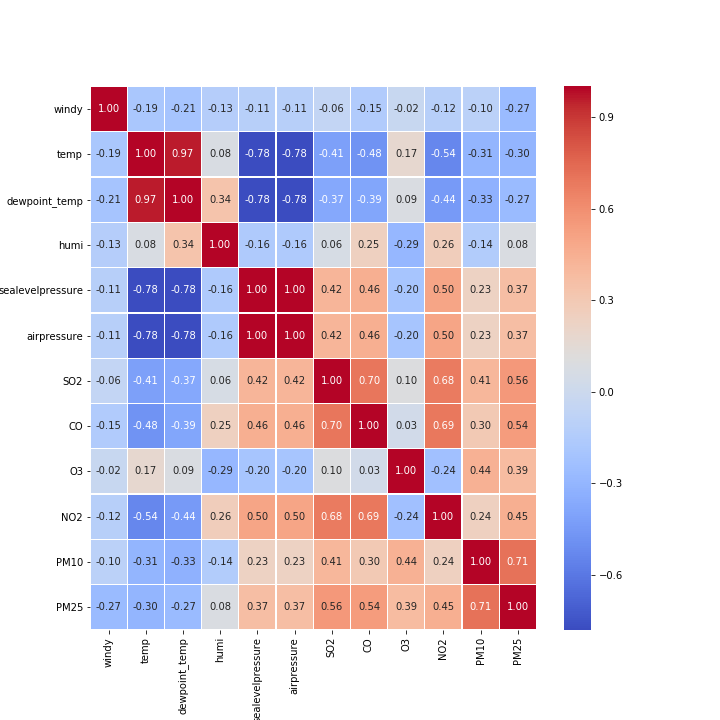 windy 1.00 -0.19 -0.21 -0.13 -0.11 -0.11 -0.06 -0.15 -0.02 -0.12 -0.10 -0.27
temp -0.19 1.00 0.97 0.08 -0.78 -0.78 -0.41 -0.48 0.17 -0.54 -0.31 -0.30
dewpoint_temp -0.21 0.97 1.00 0.34 -0.78 -0.78 -0.37 -0.39 0.09 -0.44 -0.33 -0.27
humi -0.13 0.08 0.34 1.00 -0.16 -0.16 0.06 0.25 -0.29 0.26 -0.14 0.08
sealevelpressure -0.11 -0.78 -0.78 -0.16 1.00 1.00 0.42 0.46 -0.20 0.50 0.23 0.37
airpressure -0.11 -0.78 -0.78 -0.16 1.00 1.00 0.42 0.46 -0.20 0.50 0.23 0.37
SO2 -0.06 -0.41 -0.37 0.06 0.42 0.42 1.00 0.70 0.10 0.68 0.41 0.56
CO -0.15 -0.48 -0.39 0.25 0.46 0.46 0.70 1.00 0.03 0.69 0.30 0.54
O3 -0.02 0.17 0.09 -0.29 -0.20 -0.20 0.10 0.03 1.00 -0.24 0.44 0.39
NO2 -0.12 -0.54 -0.44 0.26 0.50 0.50 0.68 0.69 -0.24 1.00 0.24 0.45
PM10 -0.10 -0.31 -0.33 -0.14 0.23 0.23 0.41 0.30 0.44 0.24 1.00 0.71
PM25 -0.27 -0.30 -0.27 0.08 0.37 0.37 0.56 0.54 0.39 0.45 0.71 1.00
windy temp dewpoint_temp humi sealevelpressure airpressure SO2 CO O3 NO2 PM10 PM25
0.9
0.6
0.3
0.0
−0.3
−0.6